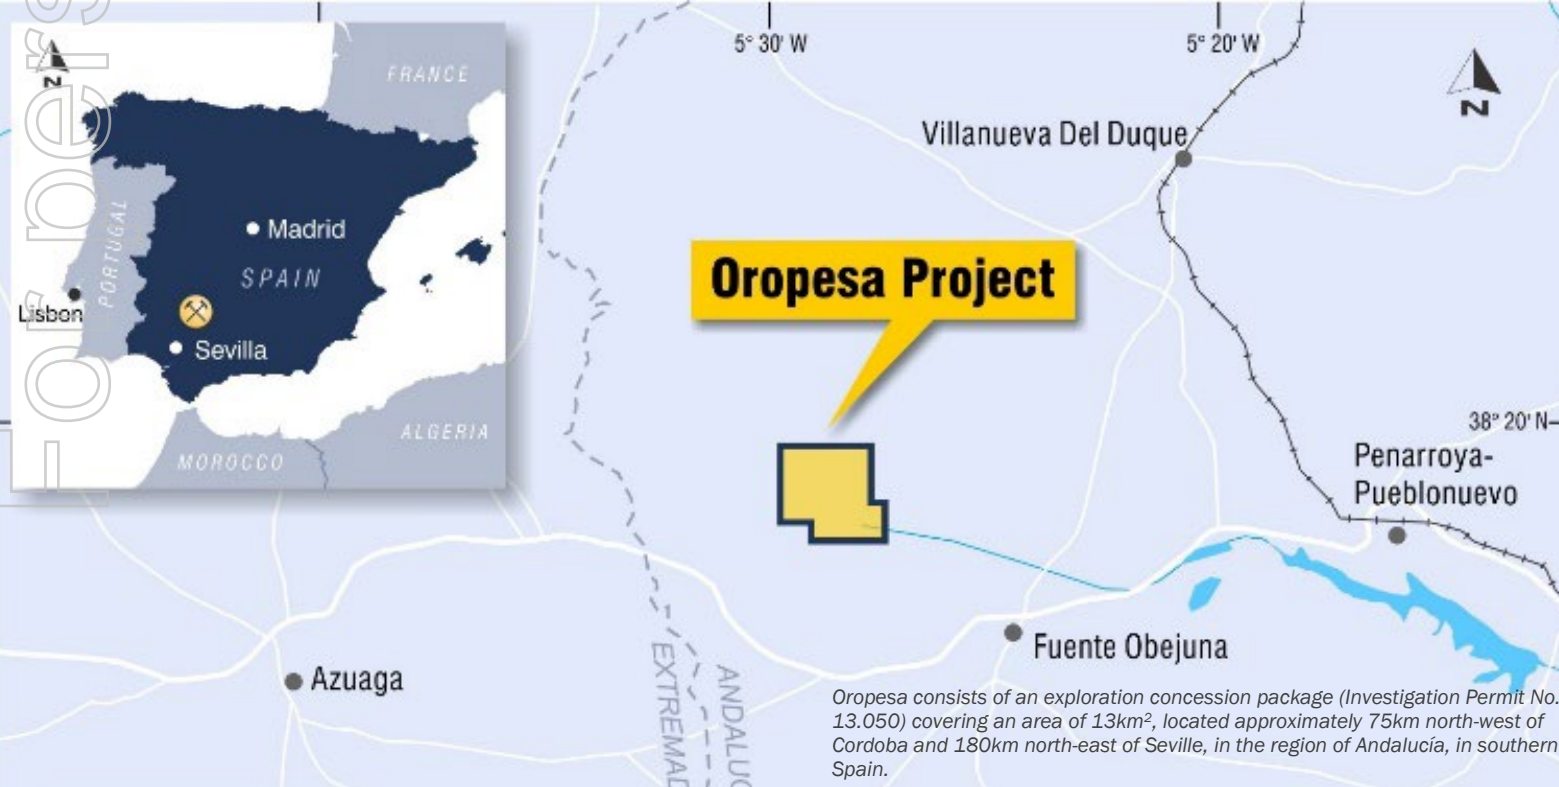 For pers
N
FRANCE
PORTUGAL
Madrid
SPAIN
Lisbon
Sevilla
ALGERIA
MOROCCO
5° 30' W
5° 20' W
N
Villanueva Del Duque
Oropesa Project
38° 20' N
Penarroya-
Pueblonuevo
Fuente Obejuna
Azuaga
Oropesa consists of an exploration concession package (Investigation Permit No.
13.050) covering an area of 13km², located approximately 75km north-west of
Cordoba and 180km north-east of Seville, in the region of Andalucía, in southern
Spain.
EXTREMAD
ANDALUC